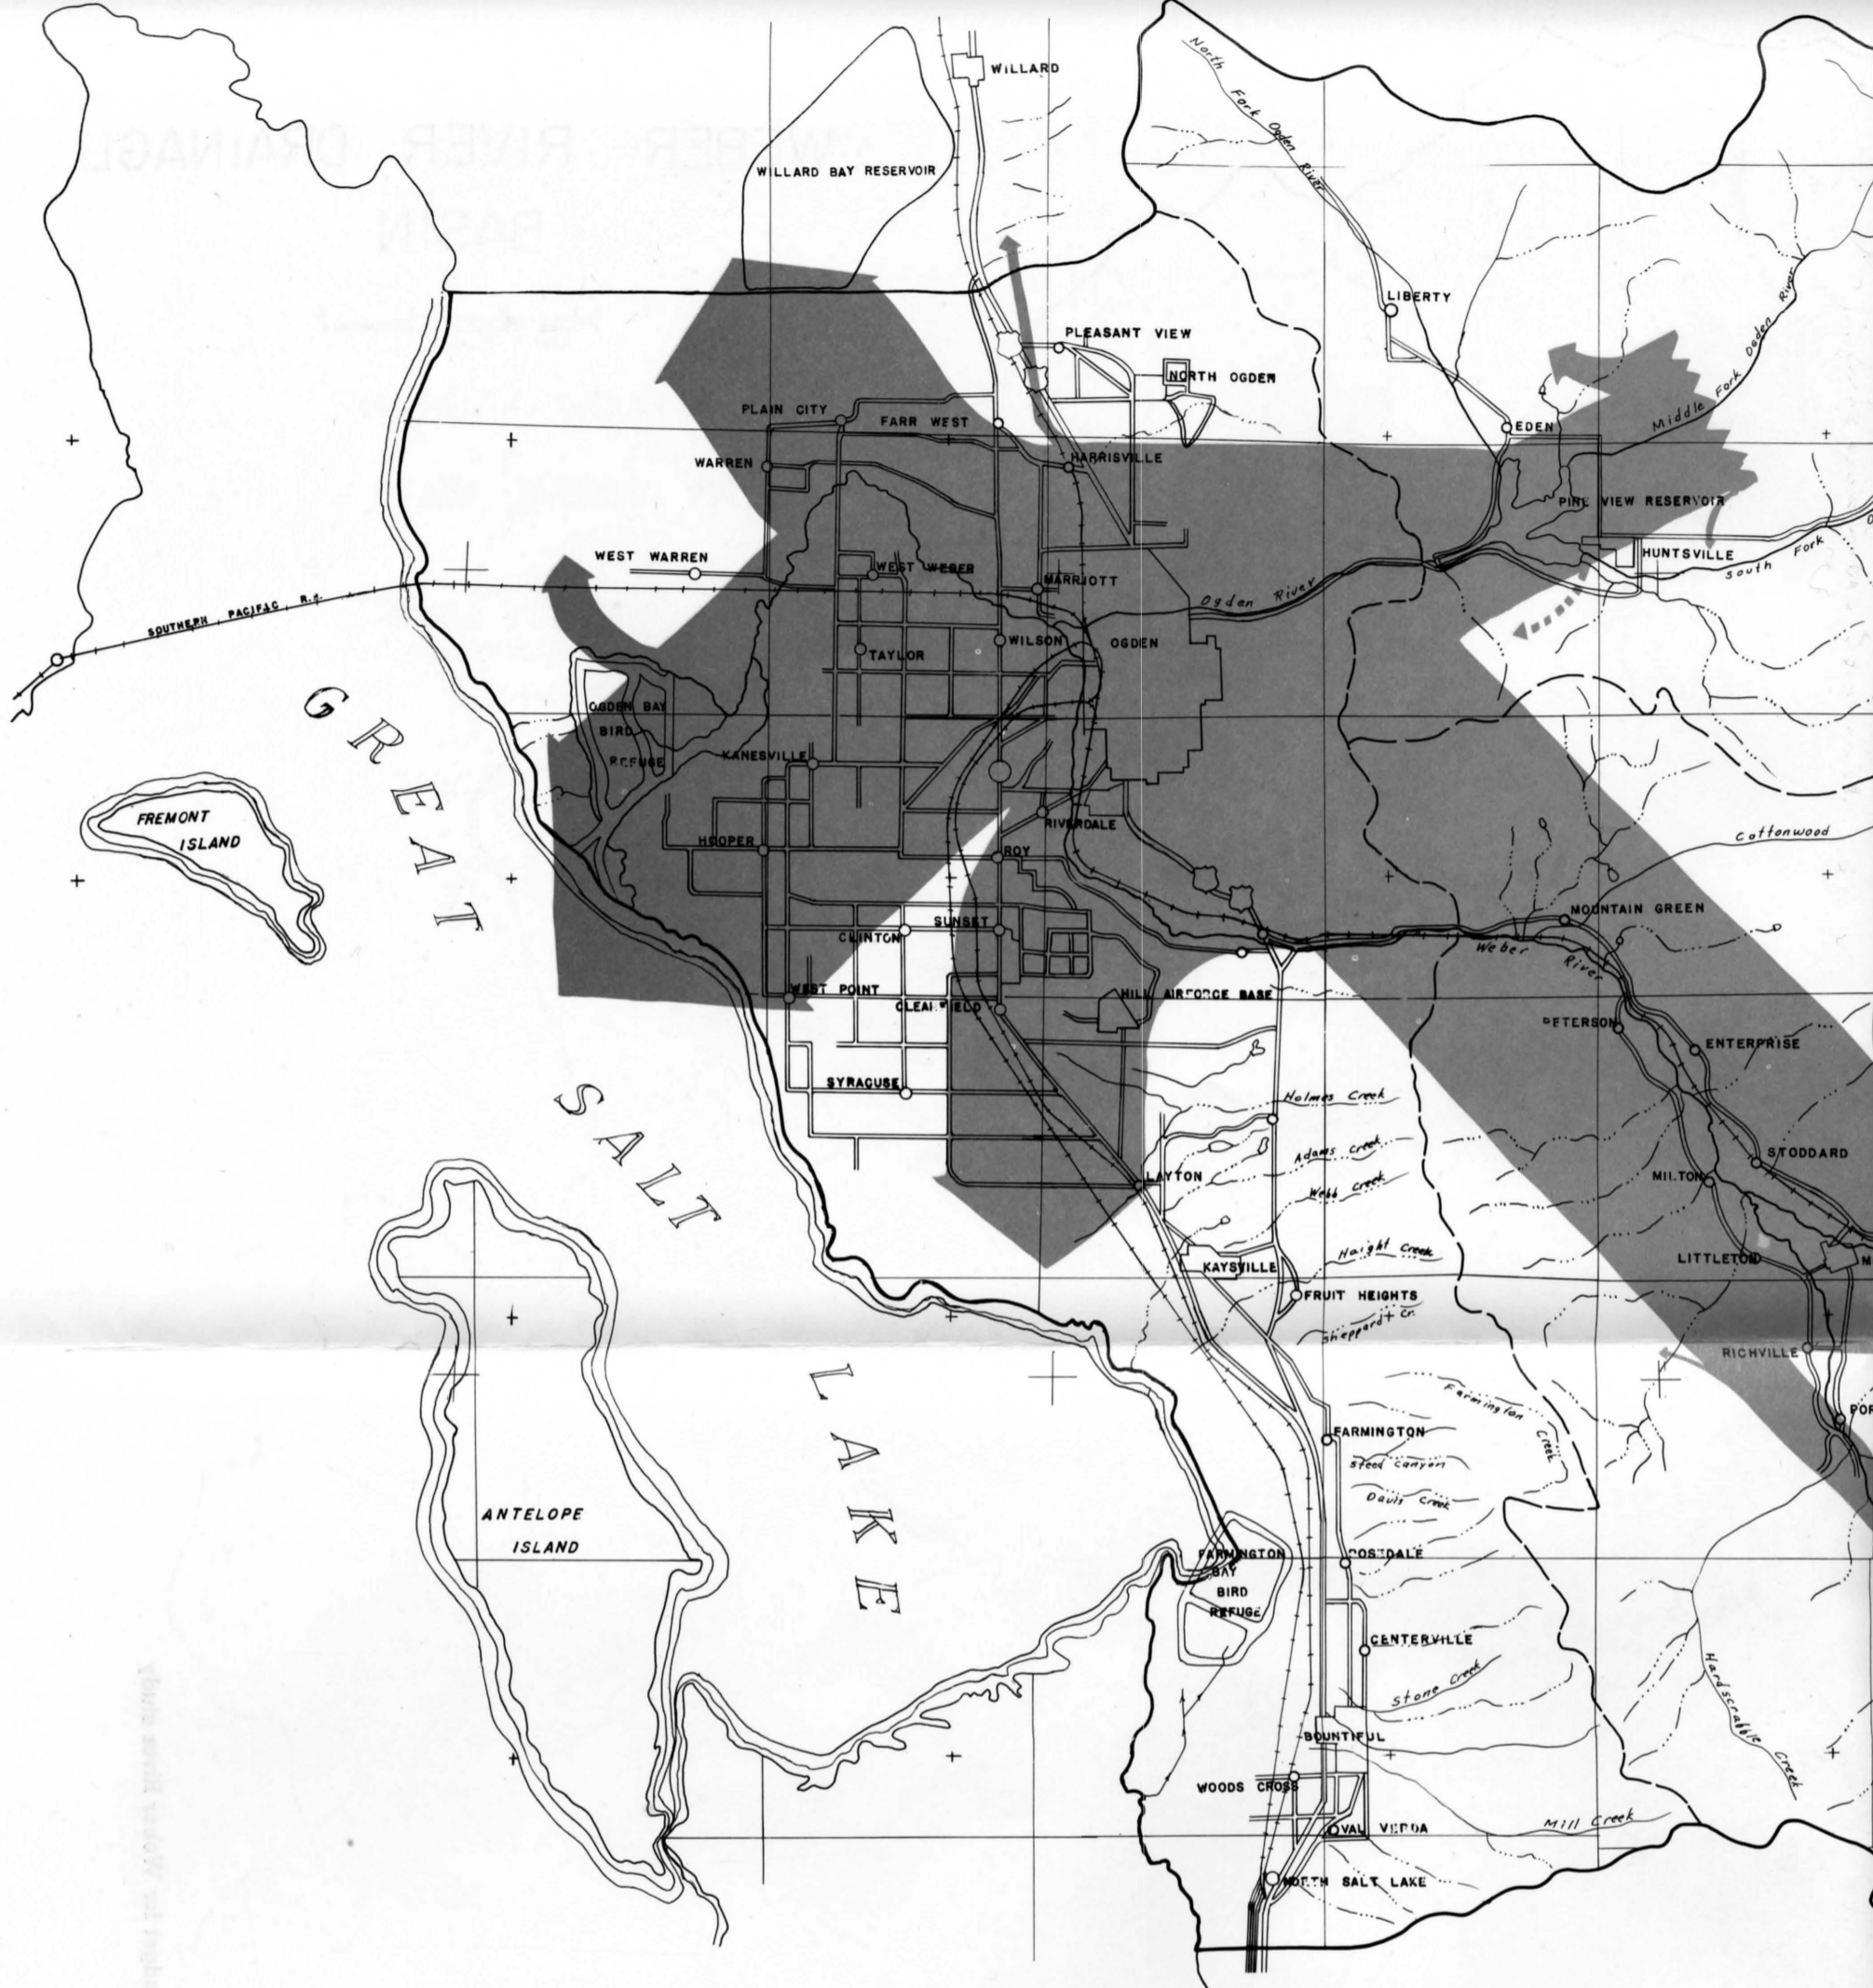 WILLARD
North Fork Ogden River
WILLARD BAY RESERVOIR
LIBERTY
Middle Fork Ogden River
PLEASANT VIEW
NORTH OGDEN
PLAIN CITY
FARR WEST
EDEN
WARREN
HARRISVILLE
PINE VIEW RESERVOIR
WEST WARREN
WEST WEBER
MARRIOTT
HUNTSVILLE
South Fork
Ogden River
SOUTHERN PACIFIC R.d.
WILSON
OGDEN
TAYLOR
OGDEN BAY
BIRD
REFUGE
KANESVILLE
GREAT
SALT
LAKE
FREMONT
ISLAND
RIVERDALE
HOOPER
ROY
Cottonwood
SUNSET
CLINTON
MOUNTAIN GREEN
Weber River
WEST POINT
CLEARFIELD
HILL AIRFORCE BASE
PETERSON
ENTERPRISE
SYRACUSE
Holmes Creek
Adams Creek
STODDARD
LAYTON
Webb Creek
MILTON
Haight Creek
KAYSVILLE
LITTLETON
M
FRUIT HEIGHTS
Sheppard Cr.
RICHVILLE
Farmington Creek
POR
FARMINGTON
Steed Canyon
Davis Creek
ANTELOPE
ISLAND
FARMINGTON
BAY
BIRD
REFUGE
ROSEDALE
CENTERVILLE
Stone Creek
Hardscrabble Creek
BOUNTIFUL
WOODS CROSS
Mill Creek
VAL VERDA
NORTH SALT LAKE
WEBER RIVER DRAINAGE
BASIN